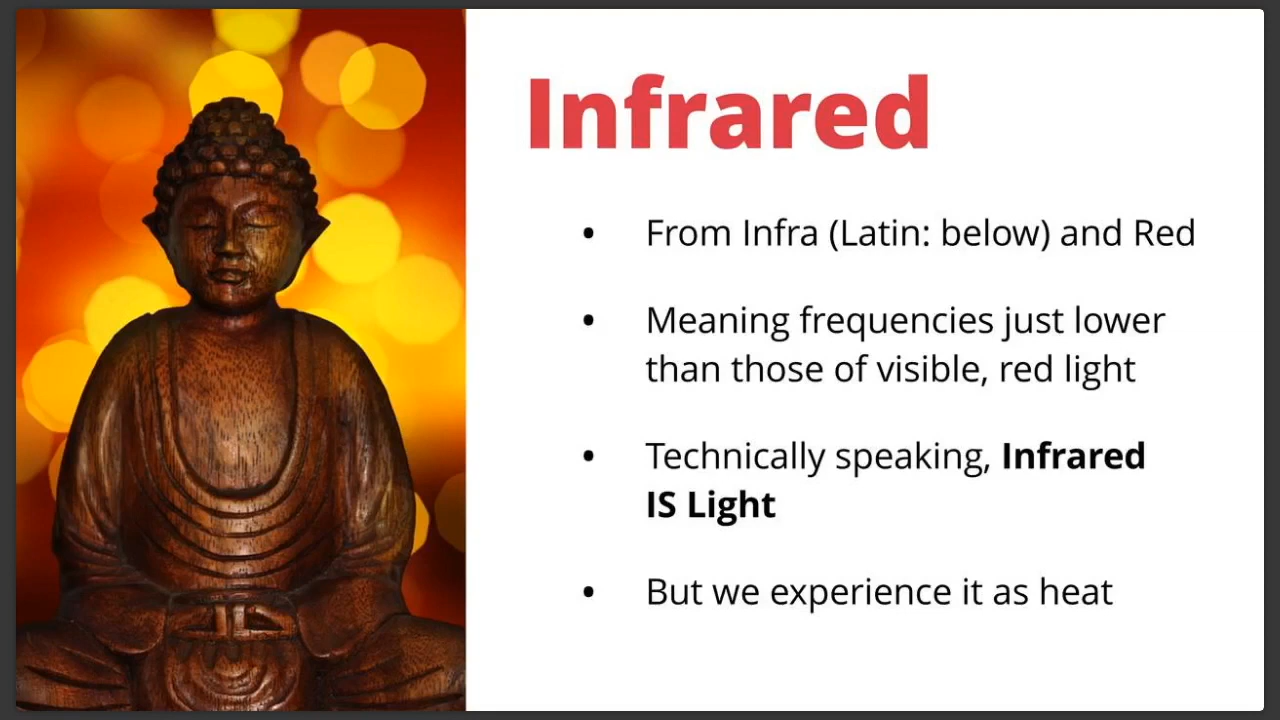 Infrared
• From Infra (Latin: below) and Red
• Meaning frequencies just lower
than those of visible, red light
• Technically speaking, Infrared
IS Light
• But we experience it as heat